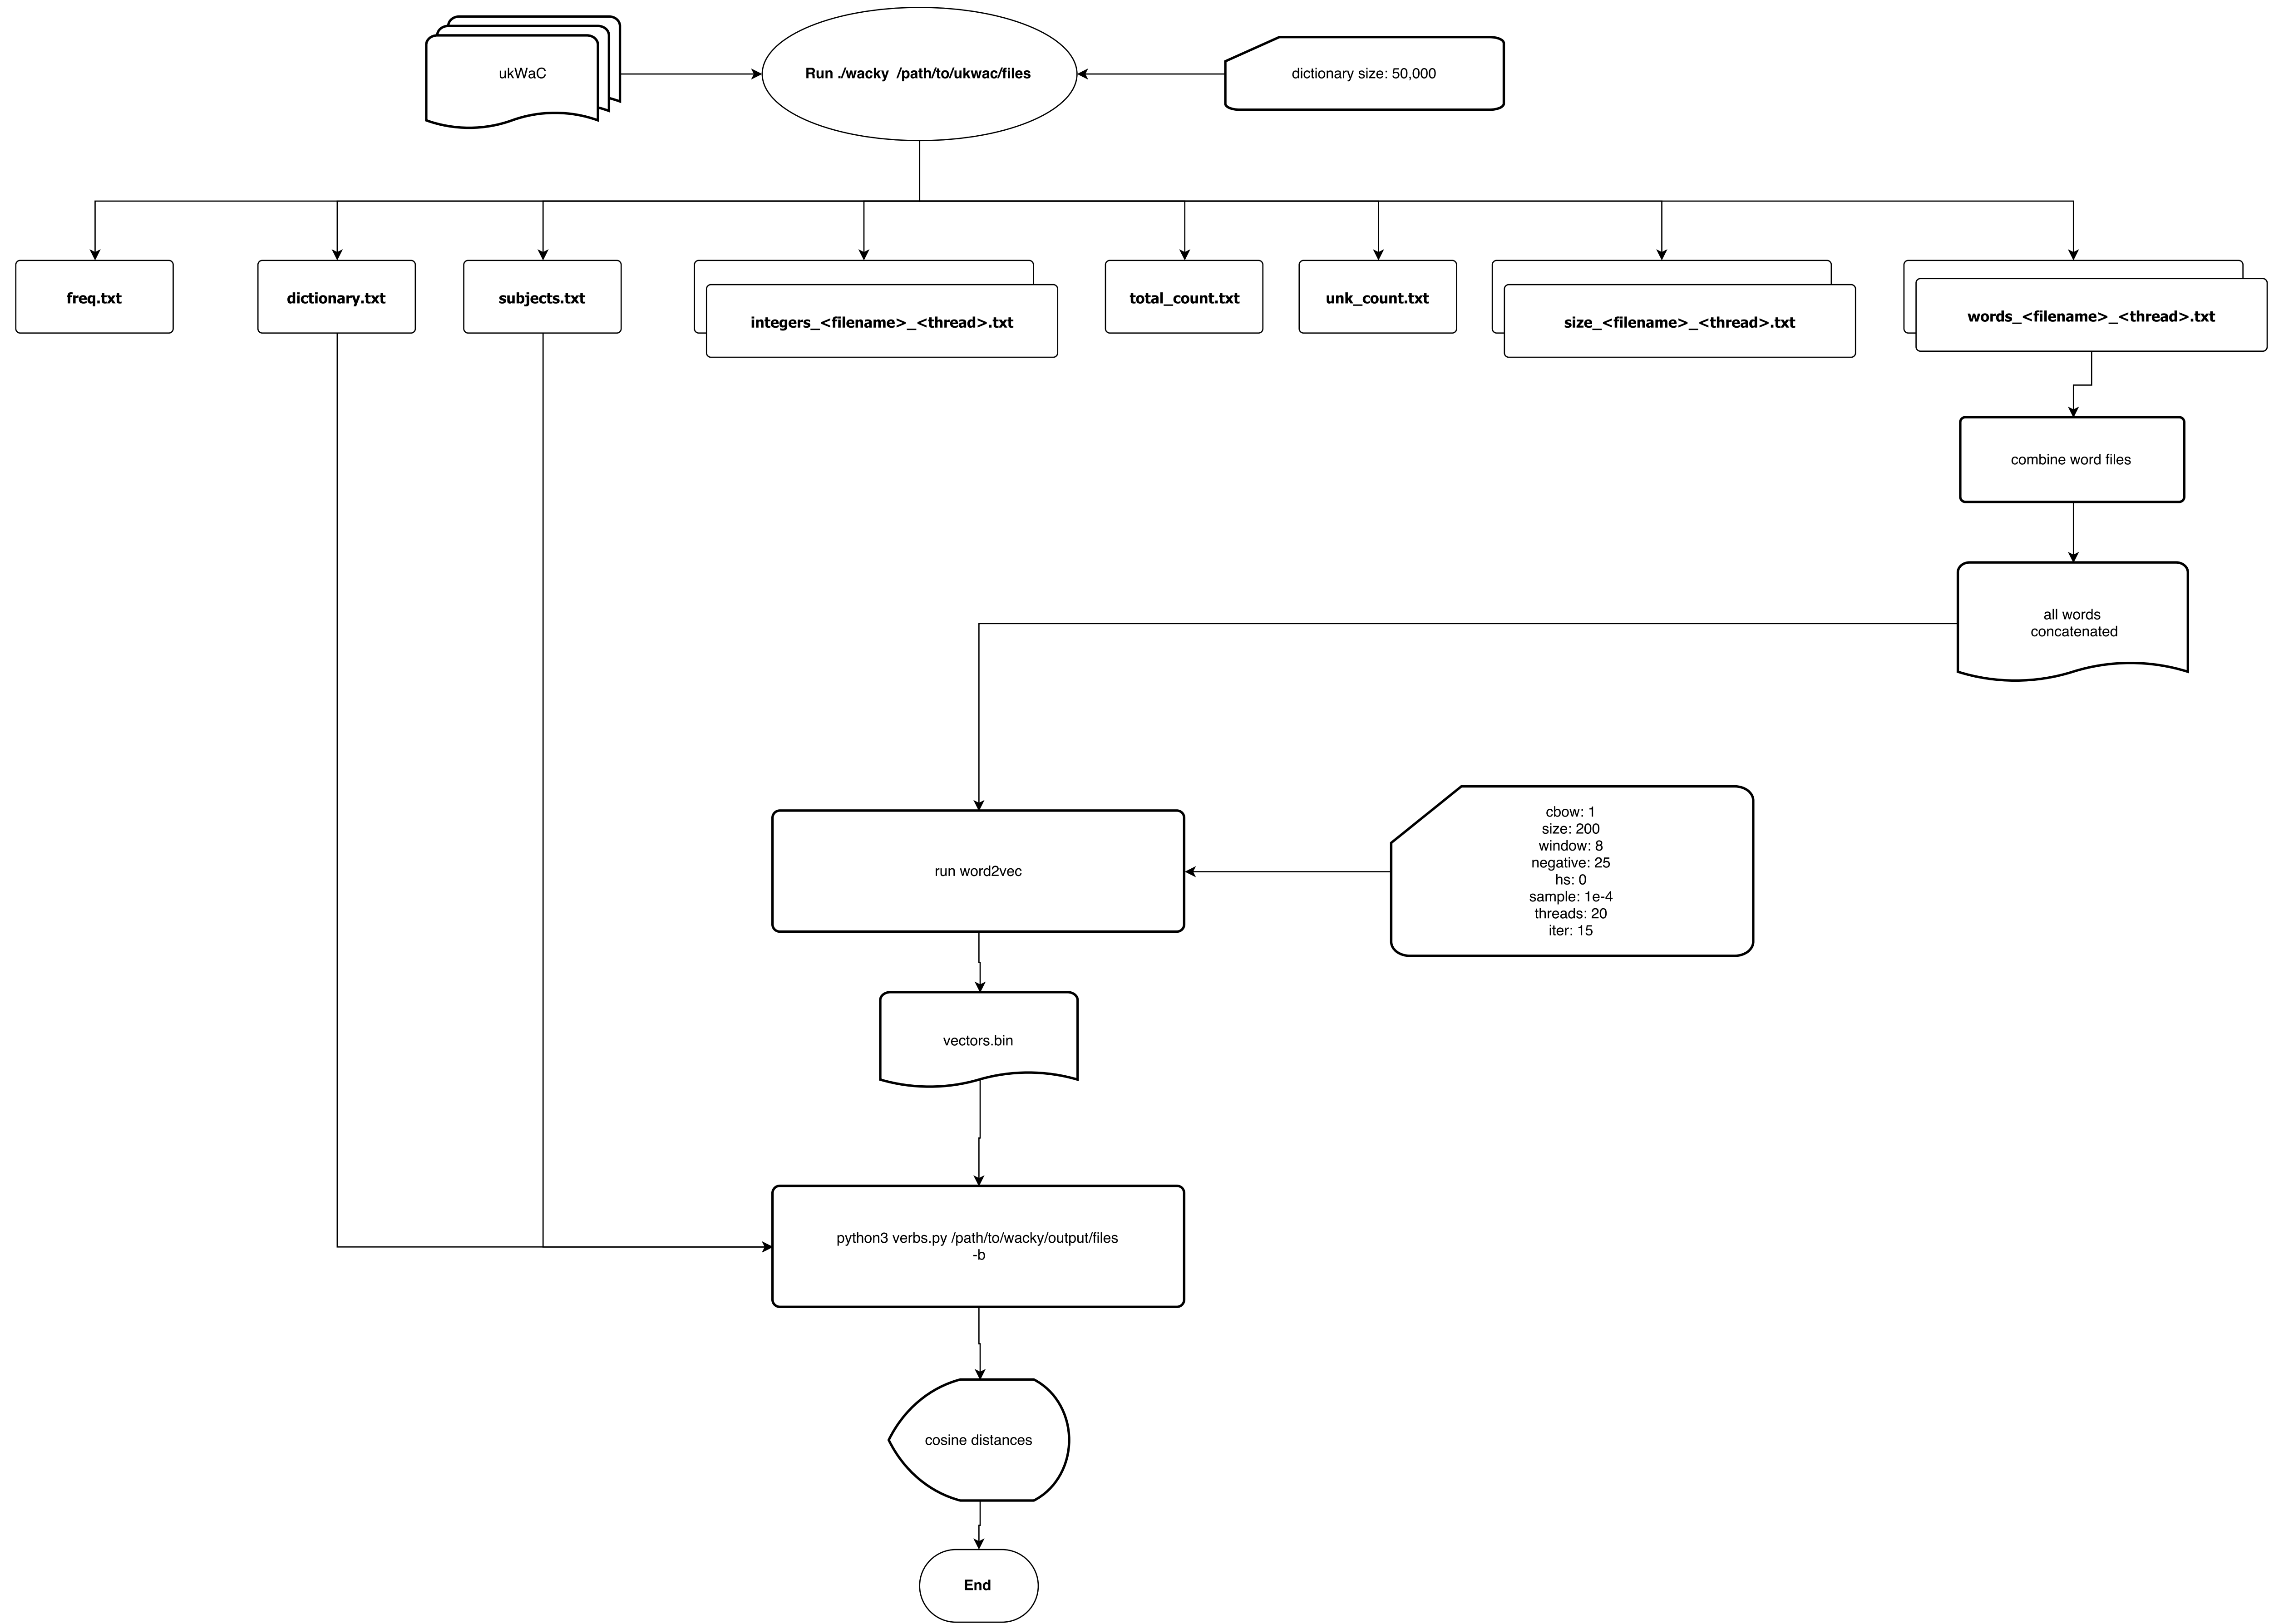 ukWaC
Run ./wacky  /path/to/ukwac/files
dictionary size: 50,000
freq.txt
dictionary.txt
subjects.txt
integers_<filename>_<thread>.txt
total_count.txt
unk_count.txt
size_<filename>_<thread>.txt
words_<filename>_<thread>.txt
combine word files
all words
concatenated
cbow: 1
size: 200
window: 8
negative: 25
hs: 0
sample: 1e-4
threads: 20
iter: 15
run word2vec
vectors.bin
python3 verbs.py /path/to/wacky/output/files
-b
cosine distances
End